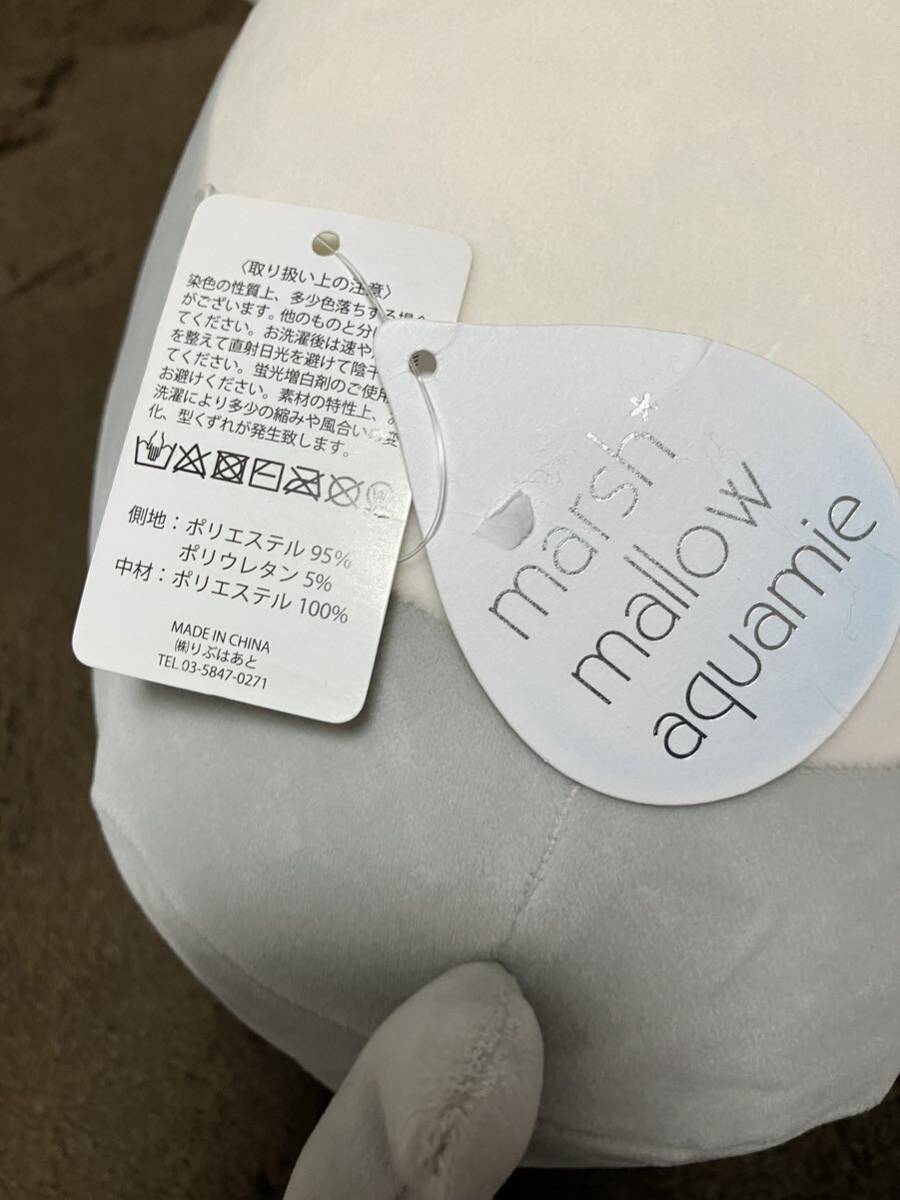 〈取り扱い上の注意〉
染色の性質上、多少色落ちする場合
がございます。他のものと分け
てください。お洗濯後は速や
を整えて直射日光を避けて陰干
てください。蛍光増白剤のご使用
お避けください。素材の特性上、
洗濯により多少の縮みや風合いの変
化、型くずれが発生致します。
側地：ポリエステル 95%
ポリウレタン 5%
中材：ポリエステル 100%
MADE IN CHINA
㈱りぶはあと
TEL 03-5847-0271
marsh*
mallow
aquamie